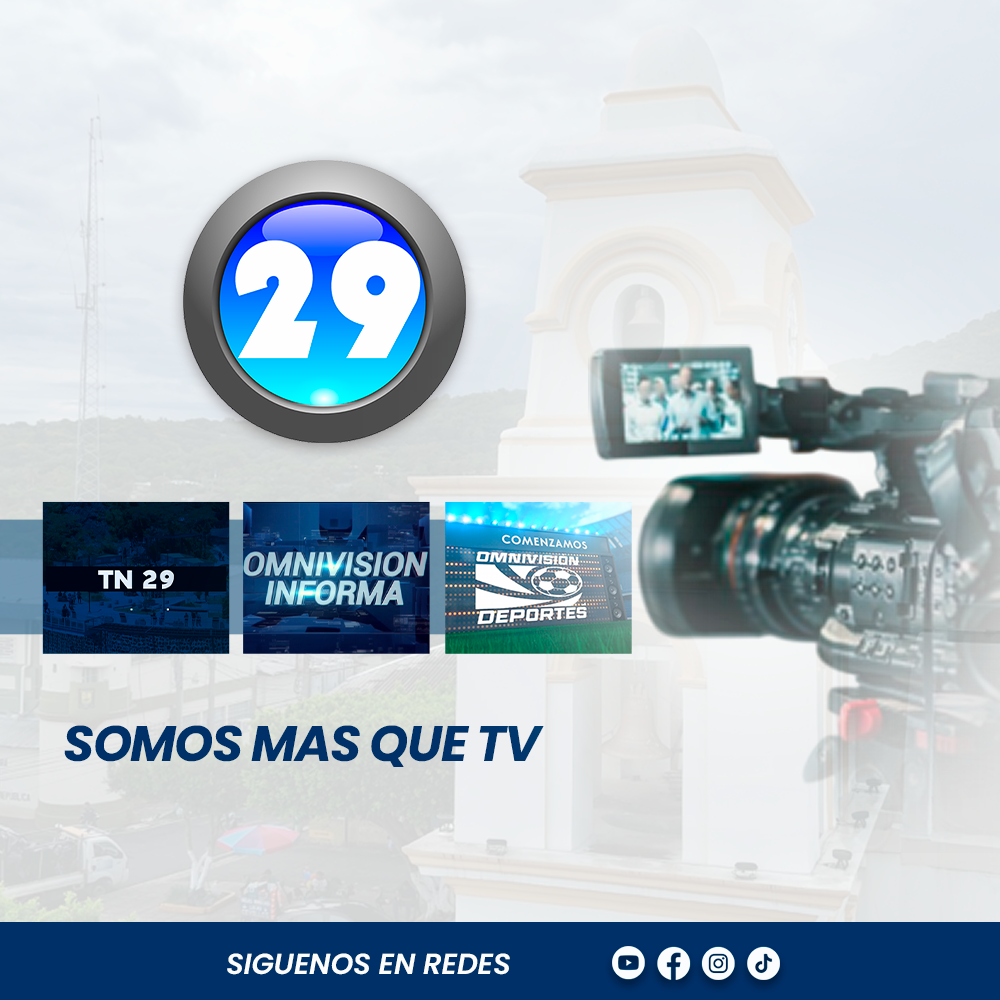 29
TN 29
OMNIVISION
INFORMA
COMENZAMOS
OMNIVISION
DEPORTES
SOMOS MAS QUE TV
SIGUENOS EN REDES